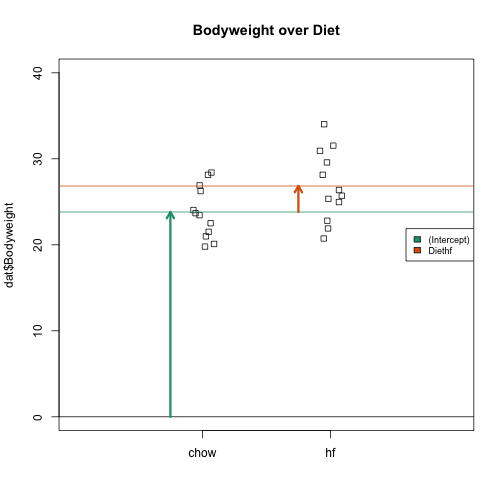 Bodyweight over Diet
dat$Bodyweight
40
30
20
10
0
(Intercept)
Diethf
chow
hf